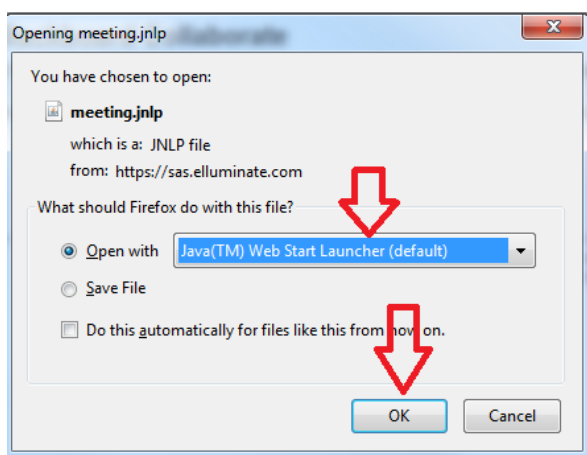 Opening meeting.jnlp
You have chosen to open:
meeting.jnlp
which is a: JNLP file
from: https://sas.elluminate.com
What should Firefox do with this file?
Open with Java(TM) Web Start Launcher (default)
Save File
Do this automatically for files like this from now on.
OK Cancel